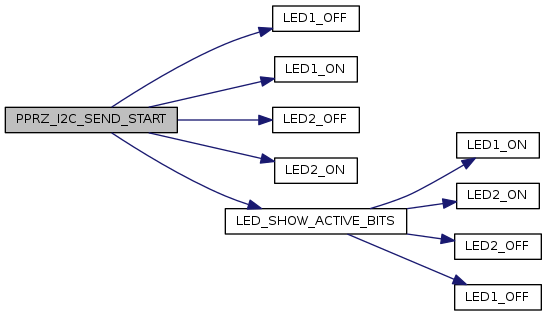 LED1_OFF
LED1_ON
PPRZ_I2C_SEND_START
LED2_OFF
LED2_ON
LED_SHOW_ACTIVE_BITS
LED1_ON
LED2_ON
LED2_OFF
LED1_OFF